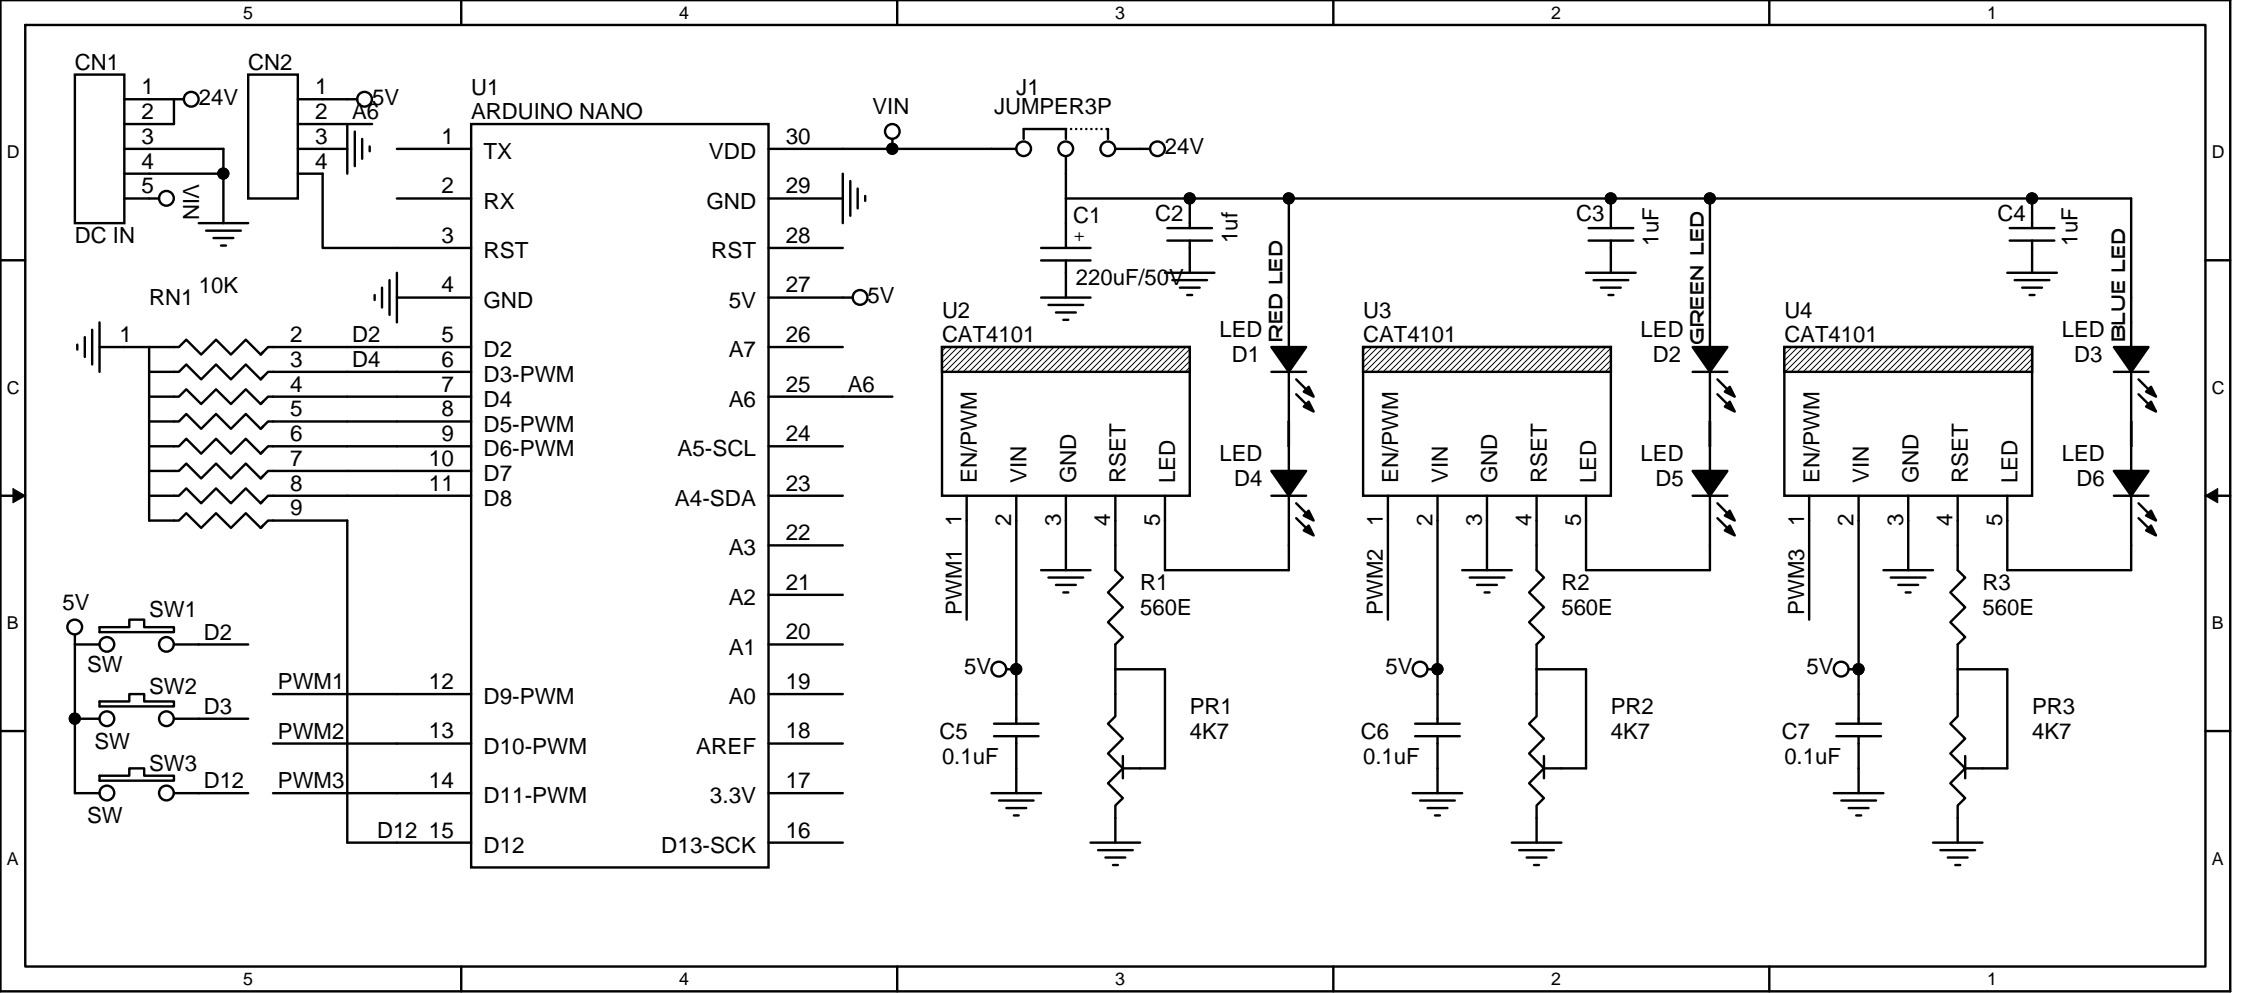 5 4 3 2 1
D
C
B
A
CN1
1
2
3
4
5
24V
VIN
DC IN
CN2
1
2
3
4
5V
A6
RN1 10K
1
2 D2
3 D4
4
5
6
7
8
9
5V
SW1
SW
D2
SW2
SW
D3
SW3
SW
D12
PWM1
PWM2
PWM3
D12
U1
ARDUINO NANO
1 TX
2 RX
3 RST
4 GND
5 D2
6 D3-PWM
7 D4
8 D5-PWM
9 D6-PWM
10 D7
11 D8
12 D9-PWM
13 D10-PWM
14 D11-PWM
15 D12
VDD 30
GND 29
RST 28
5V 27 5V
A7 26
A6 25 A6
A5-SCL 24
A4-SDA 23
A3 22
A2 21
A1 20
A0 19
AREF 18
3.3V 17
D13-SCK 16
VIN
J1
JUMPER3P
24V
C1
+
220uF/50V
C2
1uf
RED LED
U2
CAT4101
EN/PWM
VIN
GND
RSET
LED
1
2
3
4
5
PWM1
LED
D1
LED
D4
5V
C5
0.1uF
R1
560E
PR1
4K7
C3
1uF
GREEN LED
U3
CAT4101
EN/PWM
VIN
GND
RSET
LED
1
2
3
4
5
PWM2
LED
D2
LED
D5
5V
C6
0.1uF
R2
560E
PR2
4K7
C4
1uF
BLUE LED
U4
CAT4101
EN/PWM
VIN
GND
RSET
LED
1
2
3
4
5
PWM3
LED
D3
LED
D6
5V
C7
0.1uF
R3
560E
PR3
4K7
D
C
B
A
5 4 3 2 1